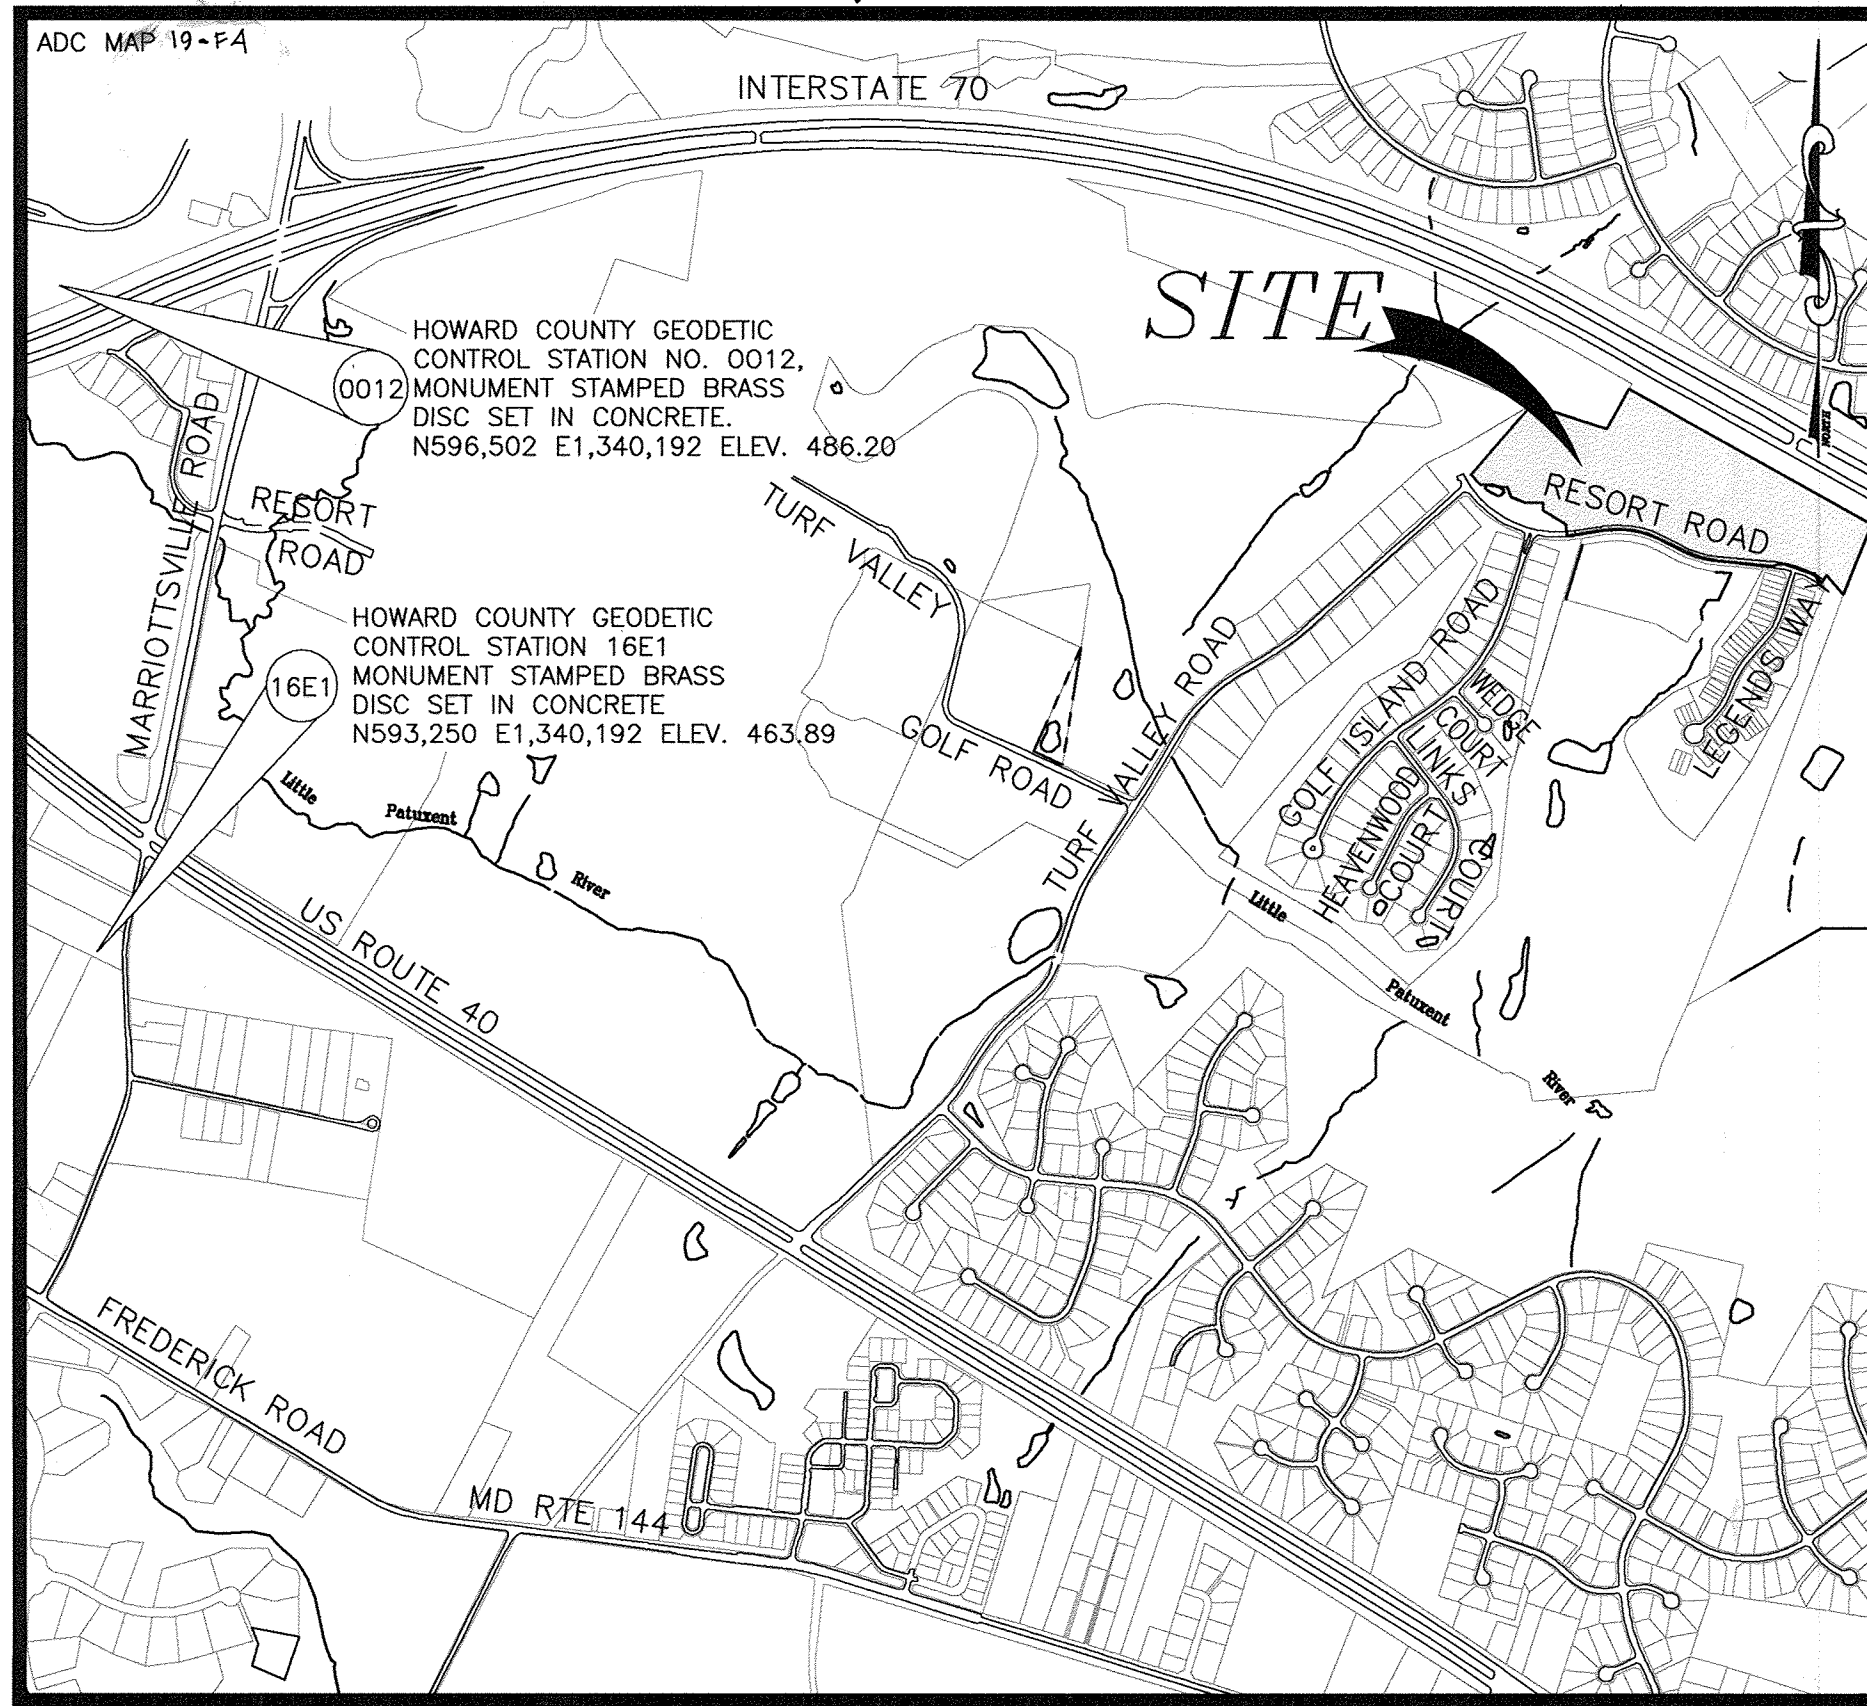 ADC MAP 19-F4
INTERSTATE 70
SITE
HOWARD COUNTY GEODETIC
CONTROL STATION NO. 0012,
MONUMENT STAMPED BRASS
DISC SET IN CONCRETE.
N596,502 E1,340,192 ELEV. 486.20
0012
MARRIOTTSVILLE ROAD
RESORT
ROAD
TURF VALLEY
RESORT ROAD
HOWARD COUNTY GEODETIC
CONTROL STATION 16E1
MONUMENT STAMPED BRASS
DISC SET IN CONCRETE
N593,250 E1,340,192 ELEV. 463.89
16E1
GOLF ROAD
TURF VALLEY ROAD
GOLF ISLAND ROAD
WEDGE
COURT
LINKS
COURT
HEAVENWOOD
COURT
LEGENDS WAY
Little
Patuxent
River
Little
Patuxent
River
US ROUTE 40
FREDERICK ROAD
MD RTE 144